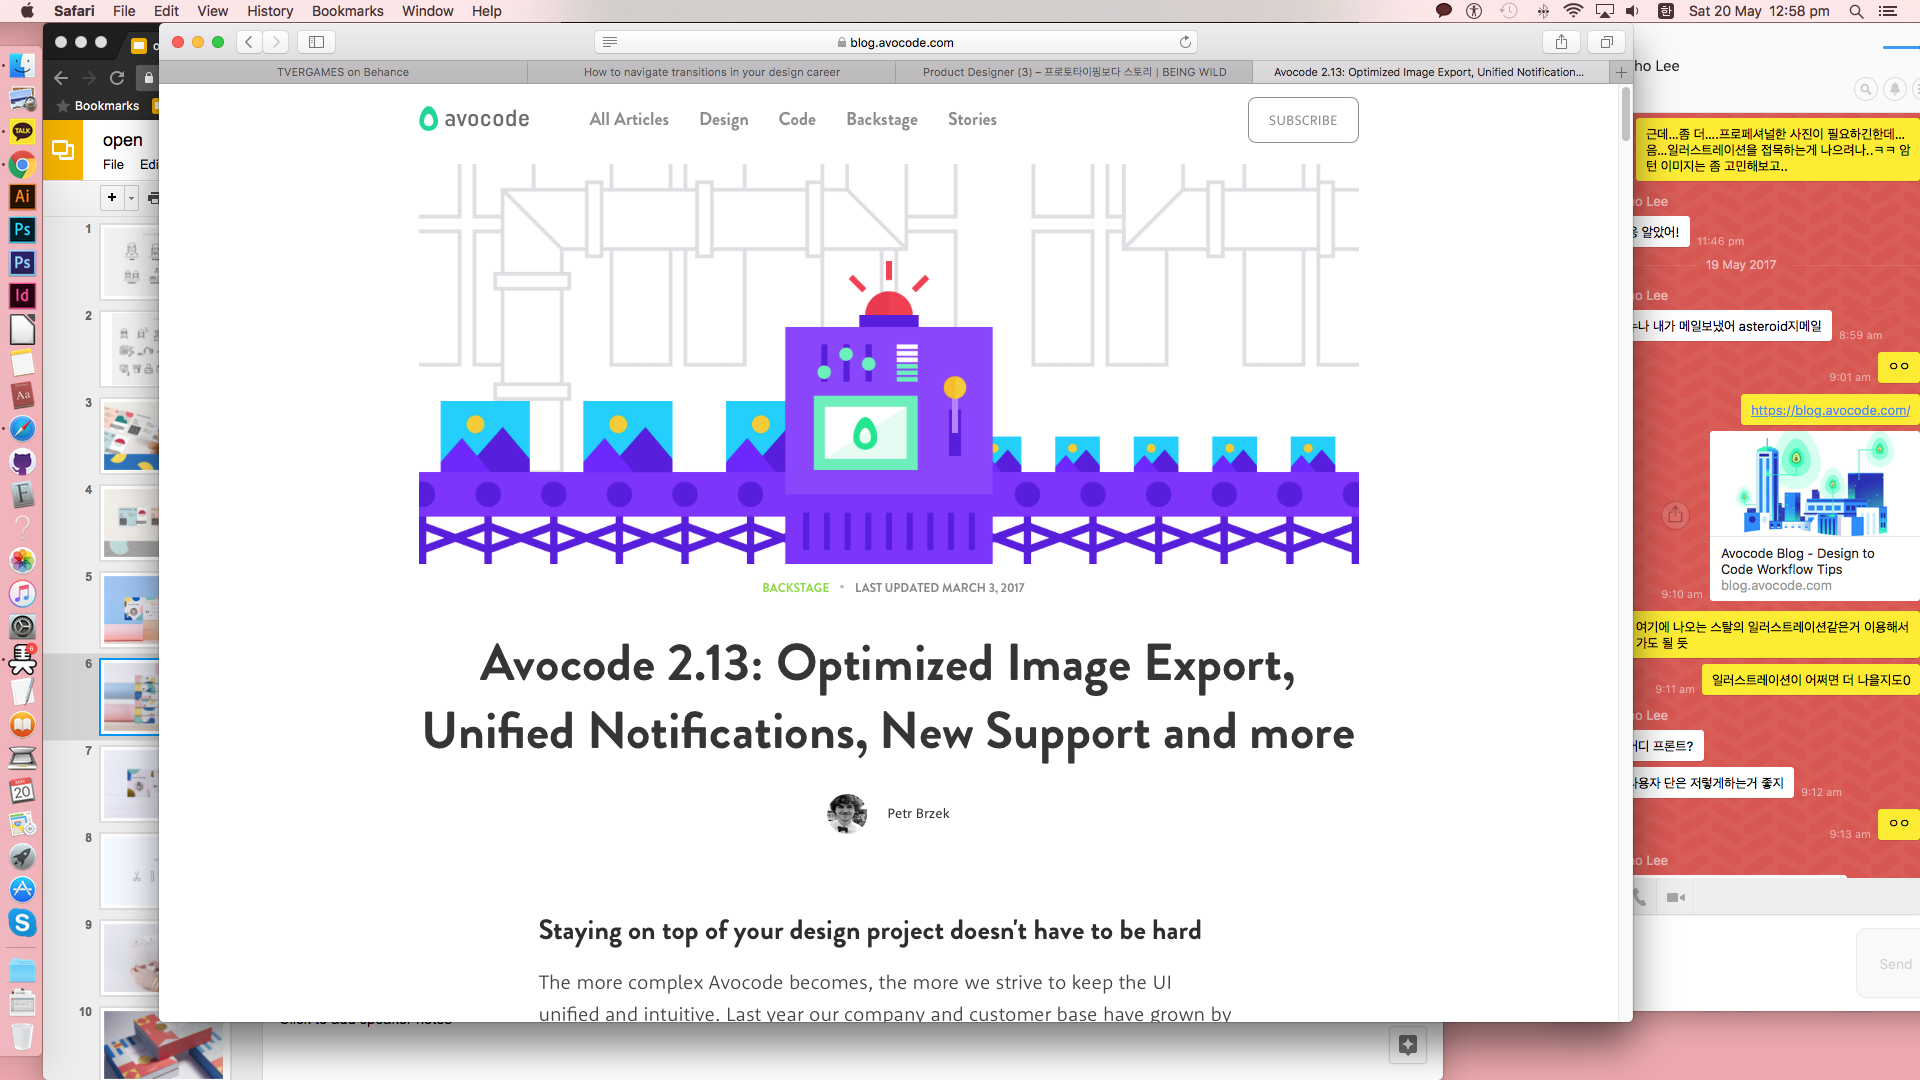 Safari File Edit View History Bookmarks Window Help
Sat 20 May 12:58 pm
blog.avocode.com
TVERGAMES on Behance
How to navigate transitions in your design career
Product Designer (3) – 프로토타이핑보다 스토리 | BEING WILD
Avocode 2.13: Optimized Image Export, Unified Notification...
Bookmarks
open
File Edi
1
2
3
4
5
6
7
8
9
10
avocode
All Articles
Design
Code
Backstage
Stories
SUBSCRIBE
BACKSTAGE • LAST UPDATED MARCH 3, 2017
Avocode 2.13: Optimized Image Export,
Unified Notifications, New Support and more
Petr Brzek
Staying on top of your design project doesn't have to be hard
The more complex Avocode becomes, the more we strive to keep the UI
unified and intuitive. Last year our company and customer base have grown by
ho Lee
근데...좀 더....프로페셔널한 사진이 필요하긴한데...
음...일러스트레이션을 접목하는게 나으려나..ㅋㅋ 암
턴 이미지는 좀 고민해보고..
o Lee
알았어!
11:46 pm
19 May 2017
o Lee
내가 메일보냈어 asteroid지메일
8:59 am
ㅇㅇ
9:01 am
https://blog.avocode.com/
Avocode Blog - Design to
Code Workflow Tips
blog.avocode.com
9:10 am
여기에 나오는 스탈의 일러스트레이션같은거 이용해서
가도 될 듯
일러스트레이션이 어쩌면 더 나을지도0
9:11 am
o Lee
디 프론트?
용자 단은 저렇게하는거 좋지
9:12 am
ㅇㅇ
9:13 am
o Lee
Send
Ai
Ps
Ps
Id
TALK
Aa
F
20
S